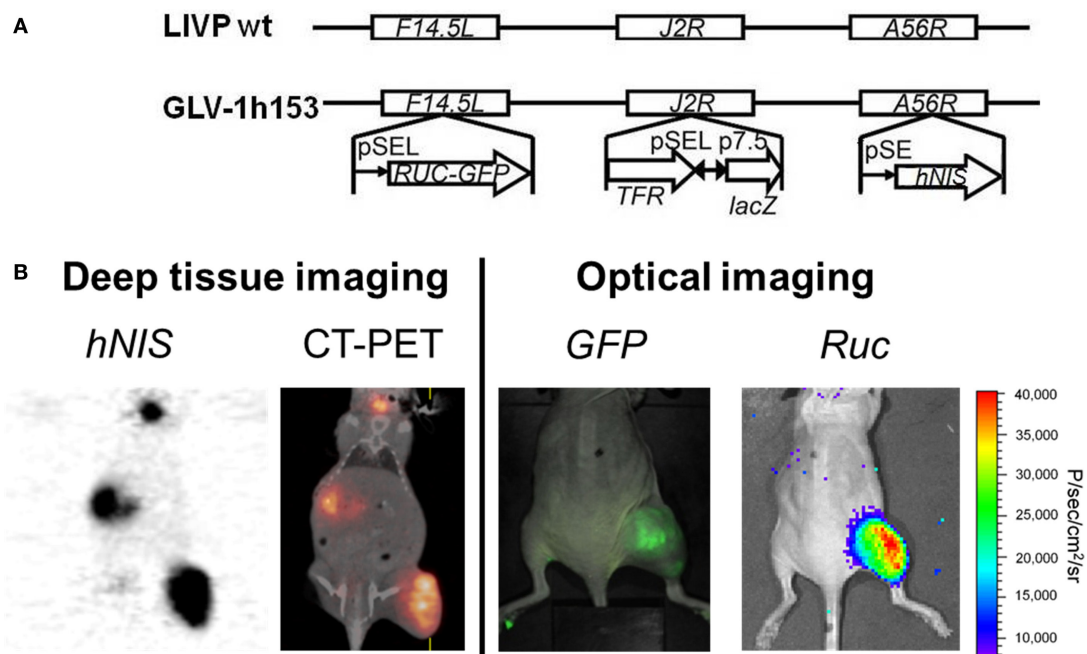 A
LIVP wt
F14.5L J2R A56R
GLV-1h153
F14.5L J2R A56R
pSEL pSEL p7.5 pSE
RUC-GFP TFR lacZ hNIS
B
Deep tissue imaging Optical imaging
hNIS CT-PET GFP Ruc
40,000
35,000
30,000
25,000
20,000
15,000
10,000
P/sec/cm²/sr